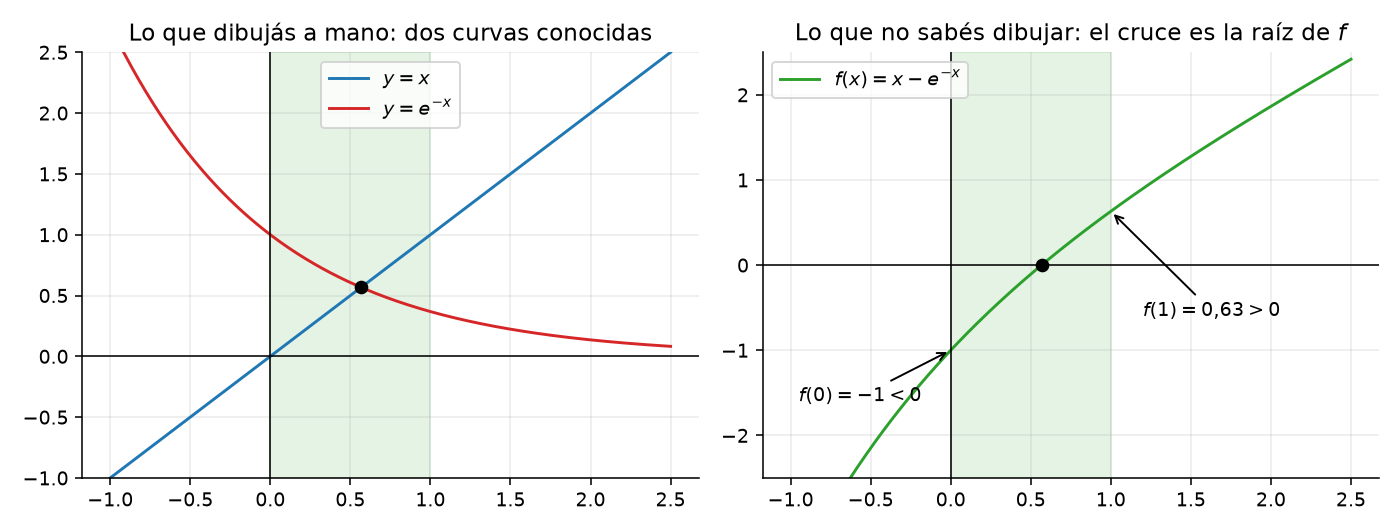 Lo que dibujás a mano: dos curvas conocidas
y = x
y = e^{-x}
2.5
2.0
1.5
1.0
0.5
0.0
−0.5
−1.0
−1.0 −0.5 0.0 0.5 1.0 1.5 2.0 2.5
Lo que no sabés dibujar: el cruce es la raíz de f
f(x) = x − e^{-x}
2
1
0
−1
−2
f(1) = 0,63 > 0
f(0) = −1 < 0
−1.0 −0.5 0.0 0.5 1.0 1.5 2.0 2.5